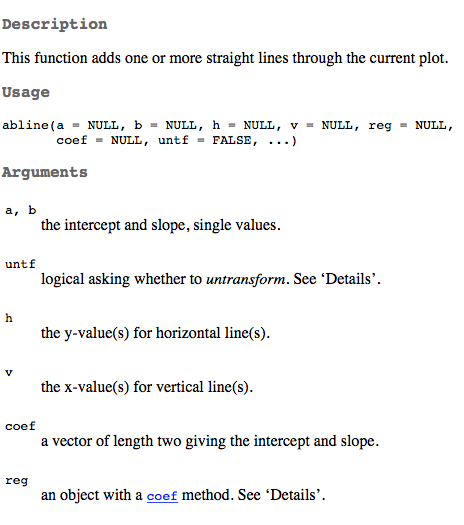 Description
This function adds one or more straight lines through the current plot.
Usage
abline(a = NULL, b = NULL, h = NULL, v = NULL, reg = NULL,
coef = NULL, untf = FALSE, ...)
Arguments
a, b
the intercept and slope, single values.
untf
logical asking whether to untransform. See ‘Details’.
h
the y-value(s) for horizontal line(s).
v
the x-value(s) for vertical line(s).
coef
a vector of length two giving the intercept and slope.
reg
an object with a coef method. See ‘Details’.